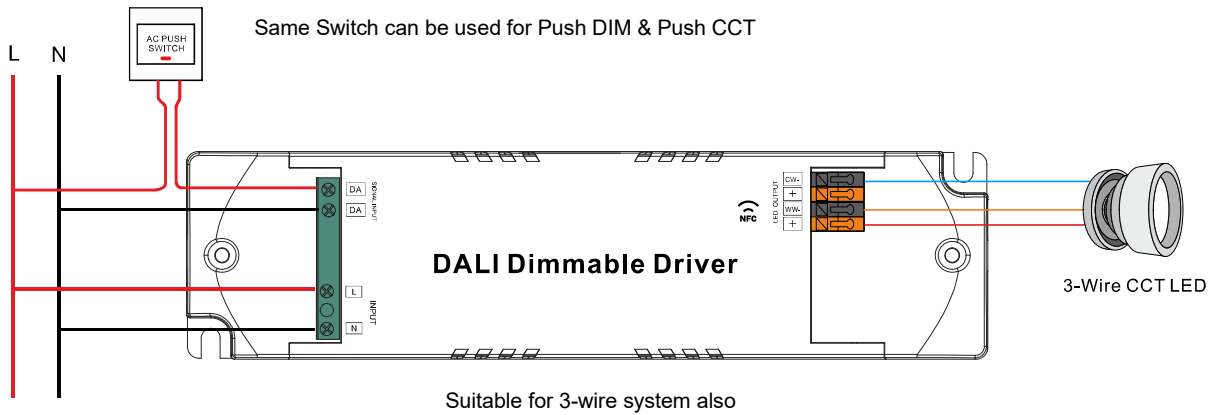 Same Switch can be used for Push DIM & Push CCT
AC PUSH
SWITCH
L
N
DA
DA
SIGNAL INPUT
L
N
INPUT
NFC
DALI Dimmable Driver
LED OUTPUT
CW-
+
WW-
+
3-Wire CCT LED
Suitable for 3-wire system also